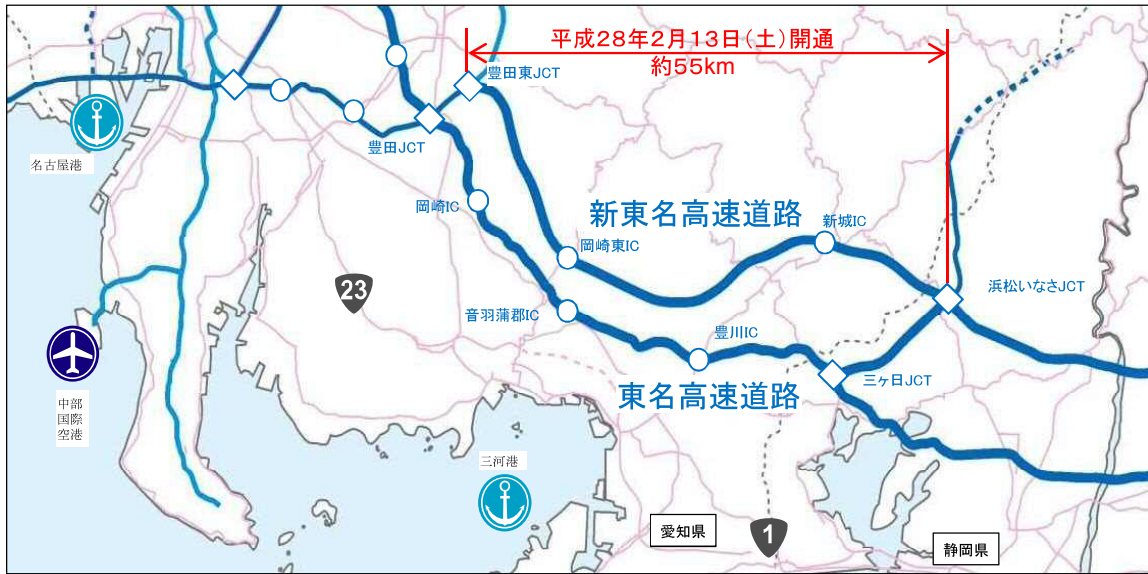 平成28年2月13日(土)開通
約55km
豊田東JCT
名古屋港
豊田JCT
岡崎IC
新東名高速道路
新城IC
岡崎東IC
23
浜松いなさJCT
音羽蒲郡IC
豊川IC
三ヶ日JCT
東名高速道路
中部
国際
空港
三河港
愛知県
1
静岡県